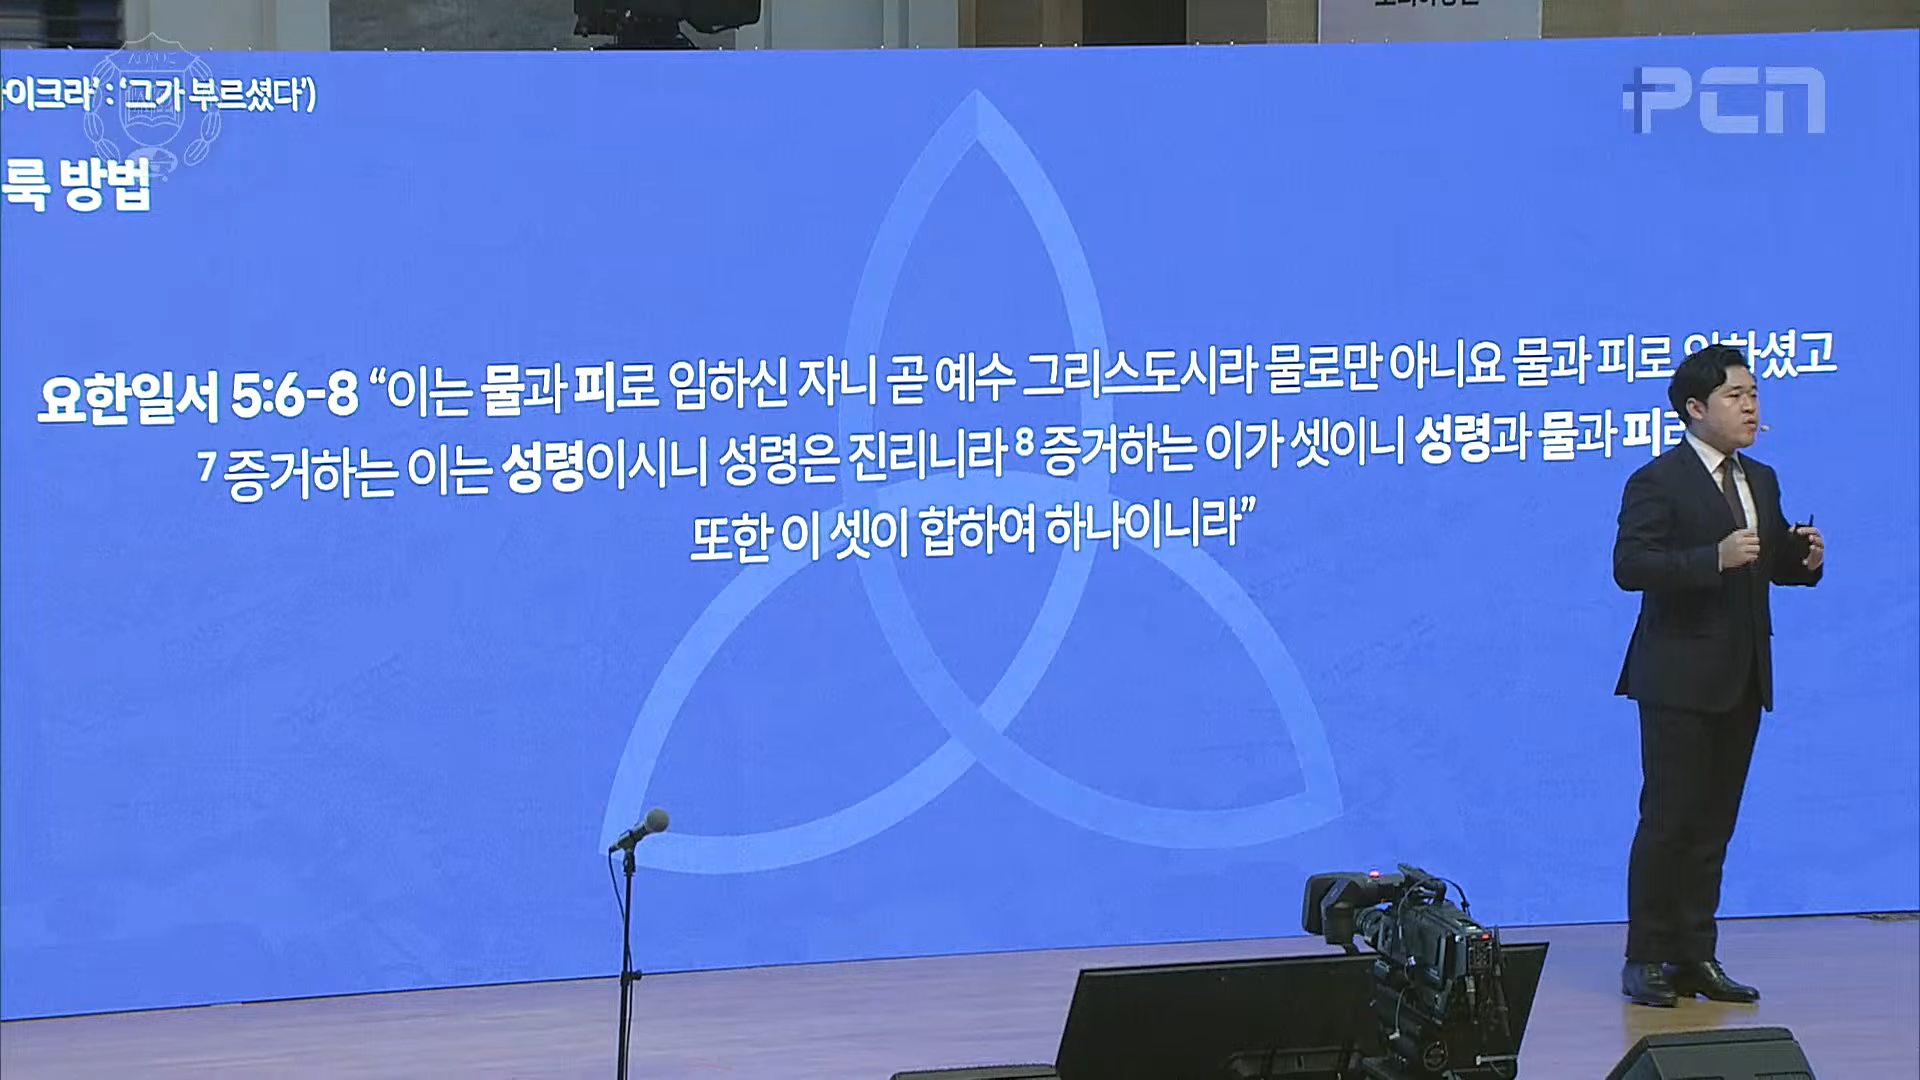 이크라’ : ‘그가 부르셨다’)
룩 방법
PCN
요한일서 5:6-8 “이는 물과 피로 임하신 자니 곧 예수 그리스도시라 물로만 아니요 물과 피로 임하셨고
7 증거하는 이는 성령이시니 성령은 진리니라 8 증거하는 이가 셋이니 성령과 물과 피라
또한 이 셋이 합하여 하나이니라”